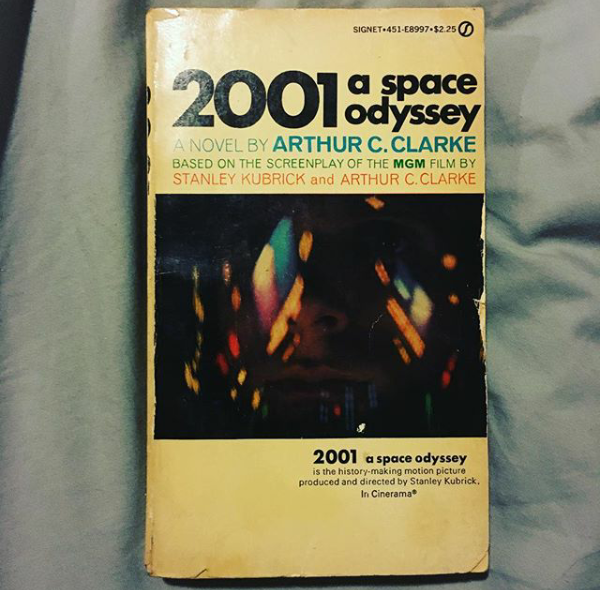 SIGNET•451-E8997•$2.25
2001 a space
odyssey
A NOVEL BY ARTHUR C. CLARKE
BASED ON THE SCREENPLAY OF THE MGM FILM BY
STANLEY KUBRICK and ARTHUR C. CLARKE
2001 a space odyssey
is the history-making motion picture
produced and directed by Stanley Kubrick.
In Cinerama®